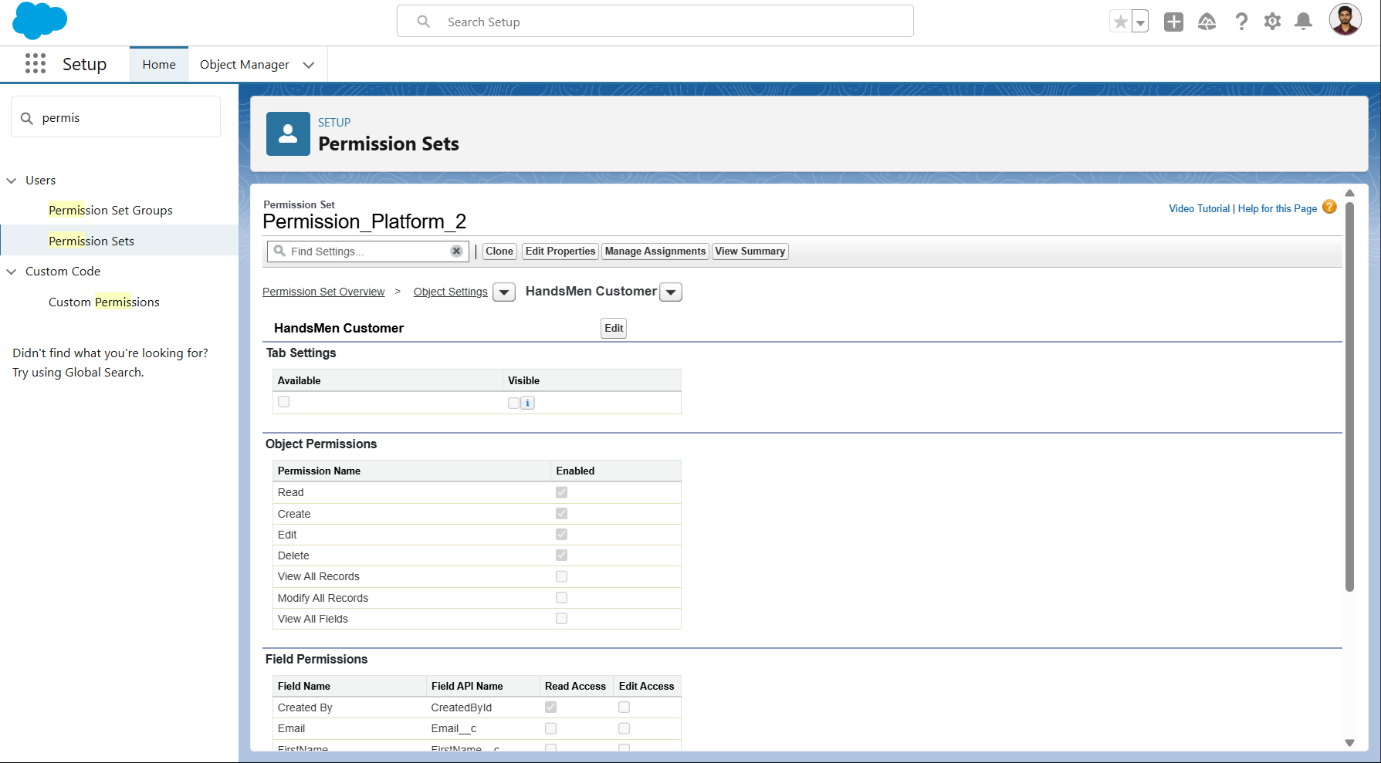 Search Setup
Setup
Home
Object Manager
permis
Users
Permission Set Groups
Permission Sets
Custom Code
Custom Permissions
Didn't find what you're looking for?
Try using Global Search.
SETUP
Permission Sets
Permission Set
Permission_Platform_2
Video Tutorial | Help for this Page ?
Find Settings... | Clone Edit Properties Manage Assignments View Summary
Permission Set Overview > Object Settings HandsMen Customer
HandsMen Customer Edit
Tab Settings
Available Visible
i
Object Permissions
Permission Name Enabled
Read
Create
Edit
Delete
View All Records
Modify All Records
View All Fields
Field Permissions
Field Name Field API Name Read Access Edit Access
Created By CreatedById
Email Email__c
FirstName FirstName__c